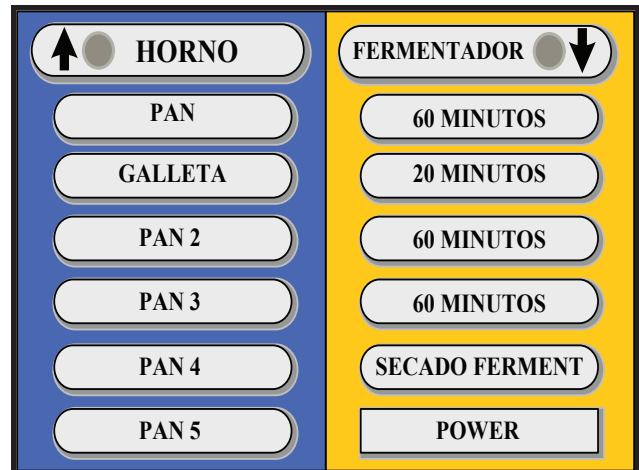 HORNO
PAN
GALLETA
PAN 2
PAN 3
PAN 4
PAN 5
FERMENTADOR
60 MINUTOS
20 MINUTOS
60 MINUTOS
60 MINUTOS
SECADO FERMENT
POWER